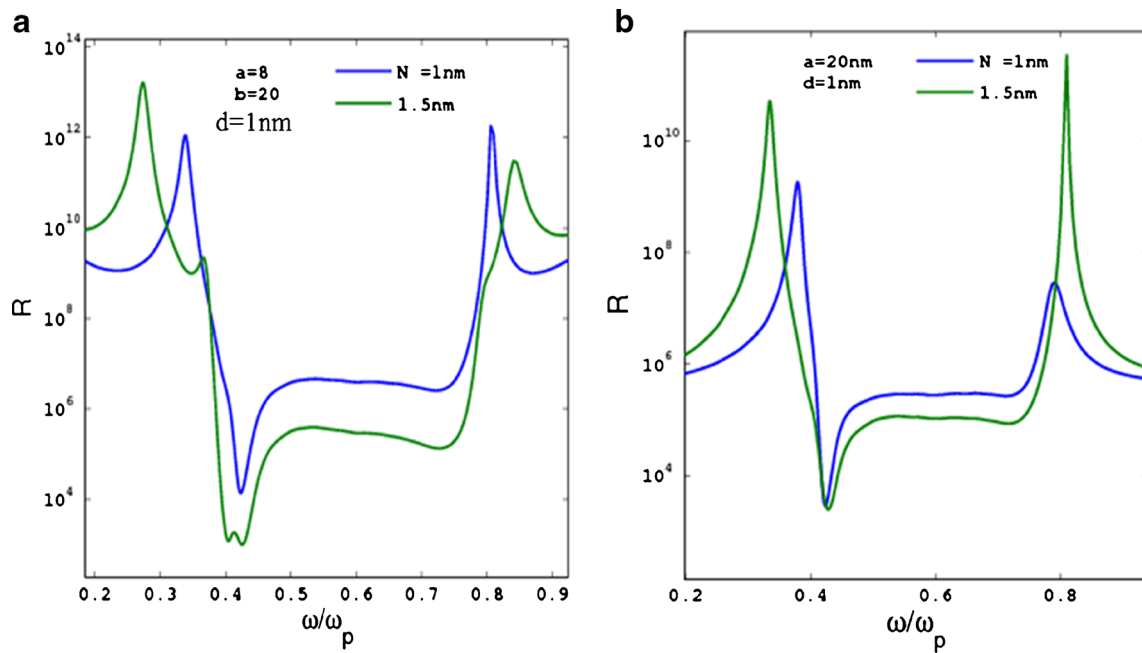 a
10^14
10^12
10^10
10^8
10^6
10^4
R
a=8
b=20
d=1nm
N =1nm
1.5nm
0.2 0.3 0.4 0.5 0.6 0.7 0.8 0.9
ω/ω_p
b
10^10
10^8
10^6
10^4
R
a=20nm
d=1nm
N =1nm
1.5nm
0.2 0.4 0.6 0.8
ω/ω_p